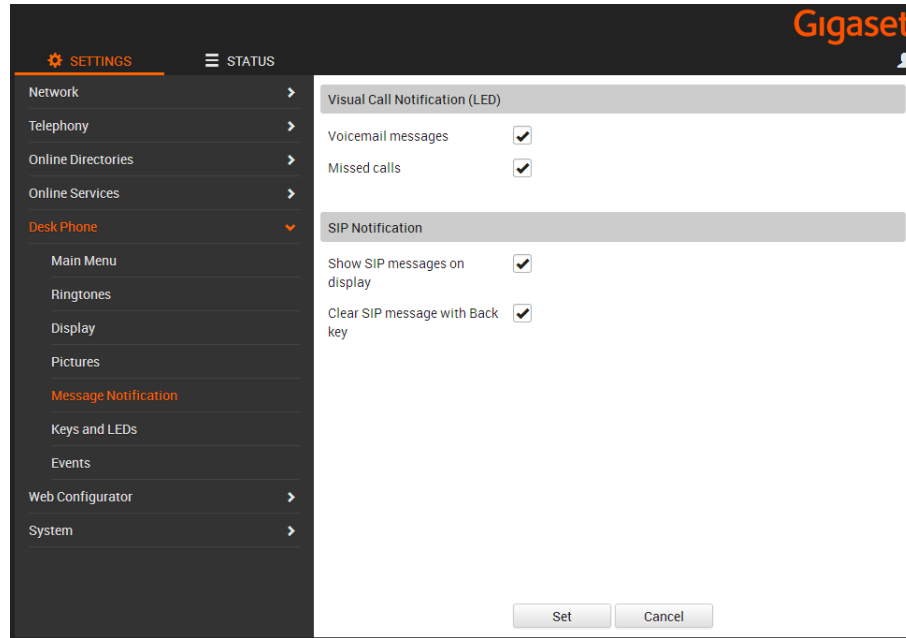 Gigaset
SETTINGS
STATUS
Network
Telephony
Online Directories
Online Services
Desk Phone
Main Menu
Ringtones
Display
Pictures
Message Notification
Keys and LEDs
Events
Web Configurator
System
Visual Call Notification (LED)
Voicemail messages
Missed calls
SIP Notification
Show SIP messages on
display
Clear SIP message with Back
key
Set
Cancel